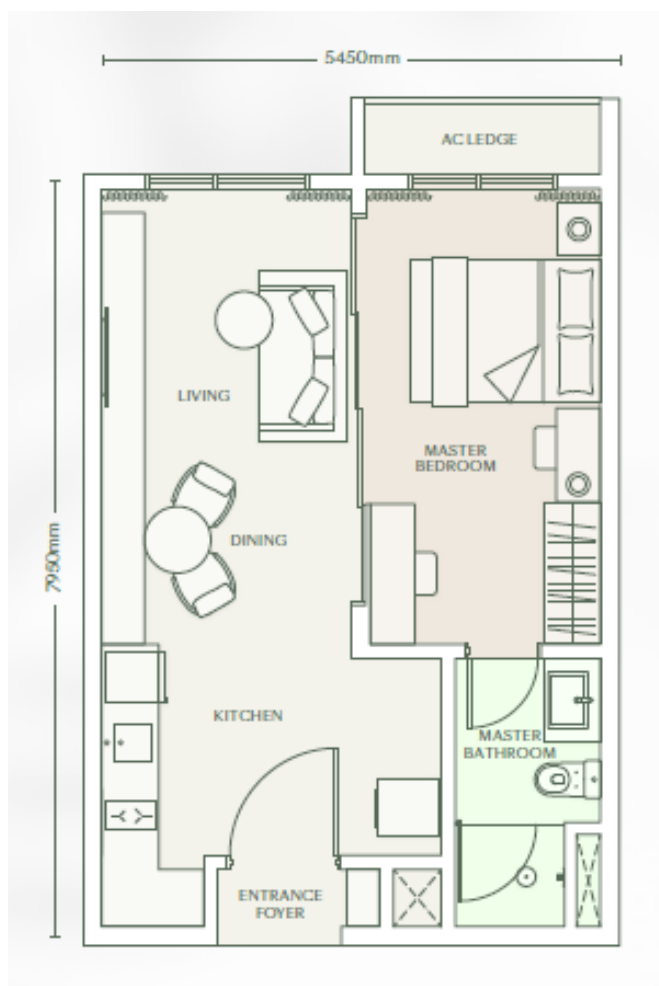 5450mm
AC LEDGE
7950mm
LIVING
MASTER
BEDROOM
DINING
KITCHEN
MASTER
BATHROOM
ENTRANCE
FOYER